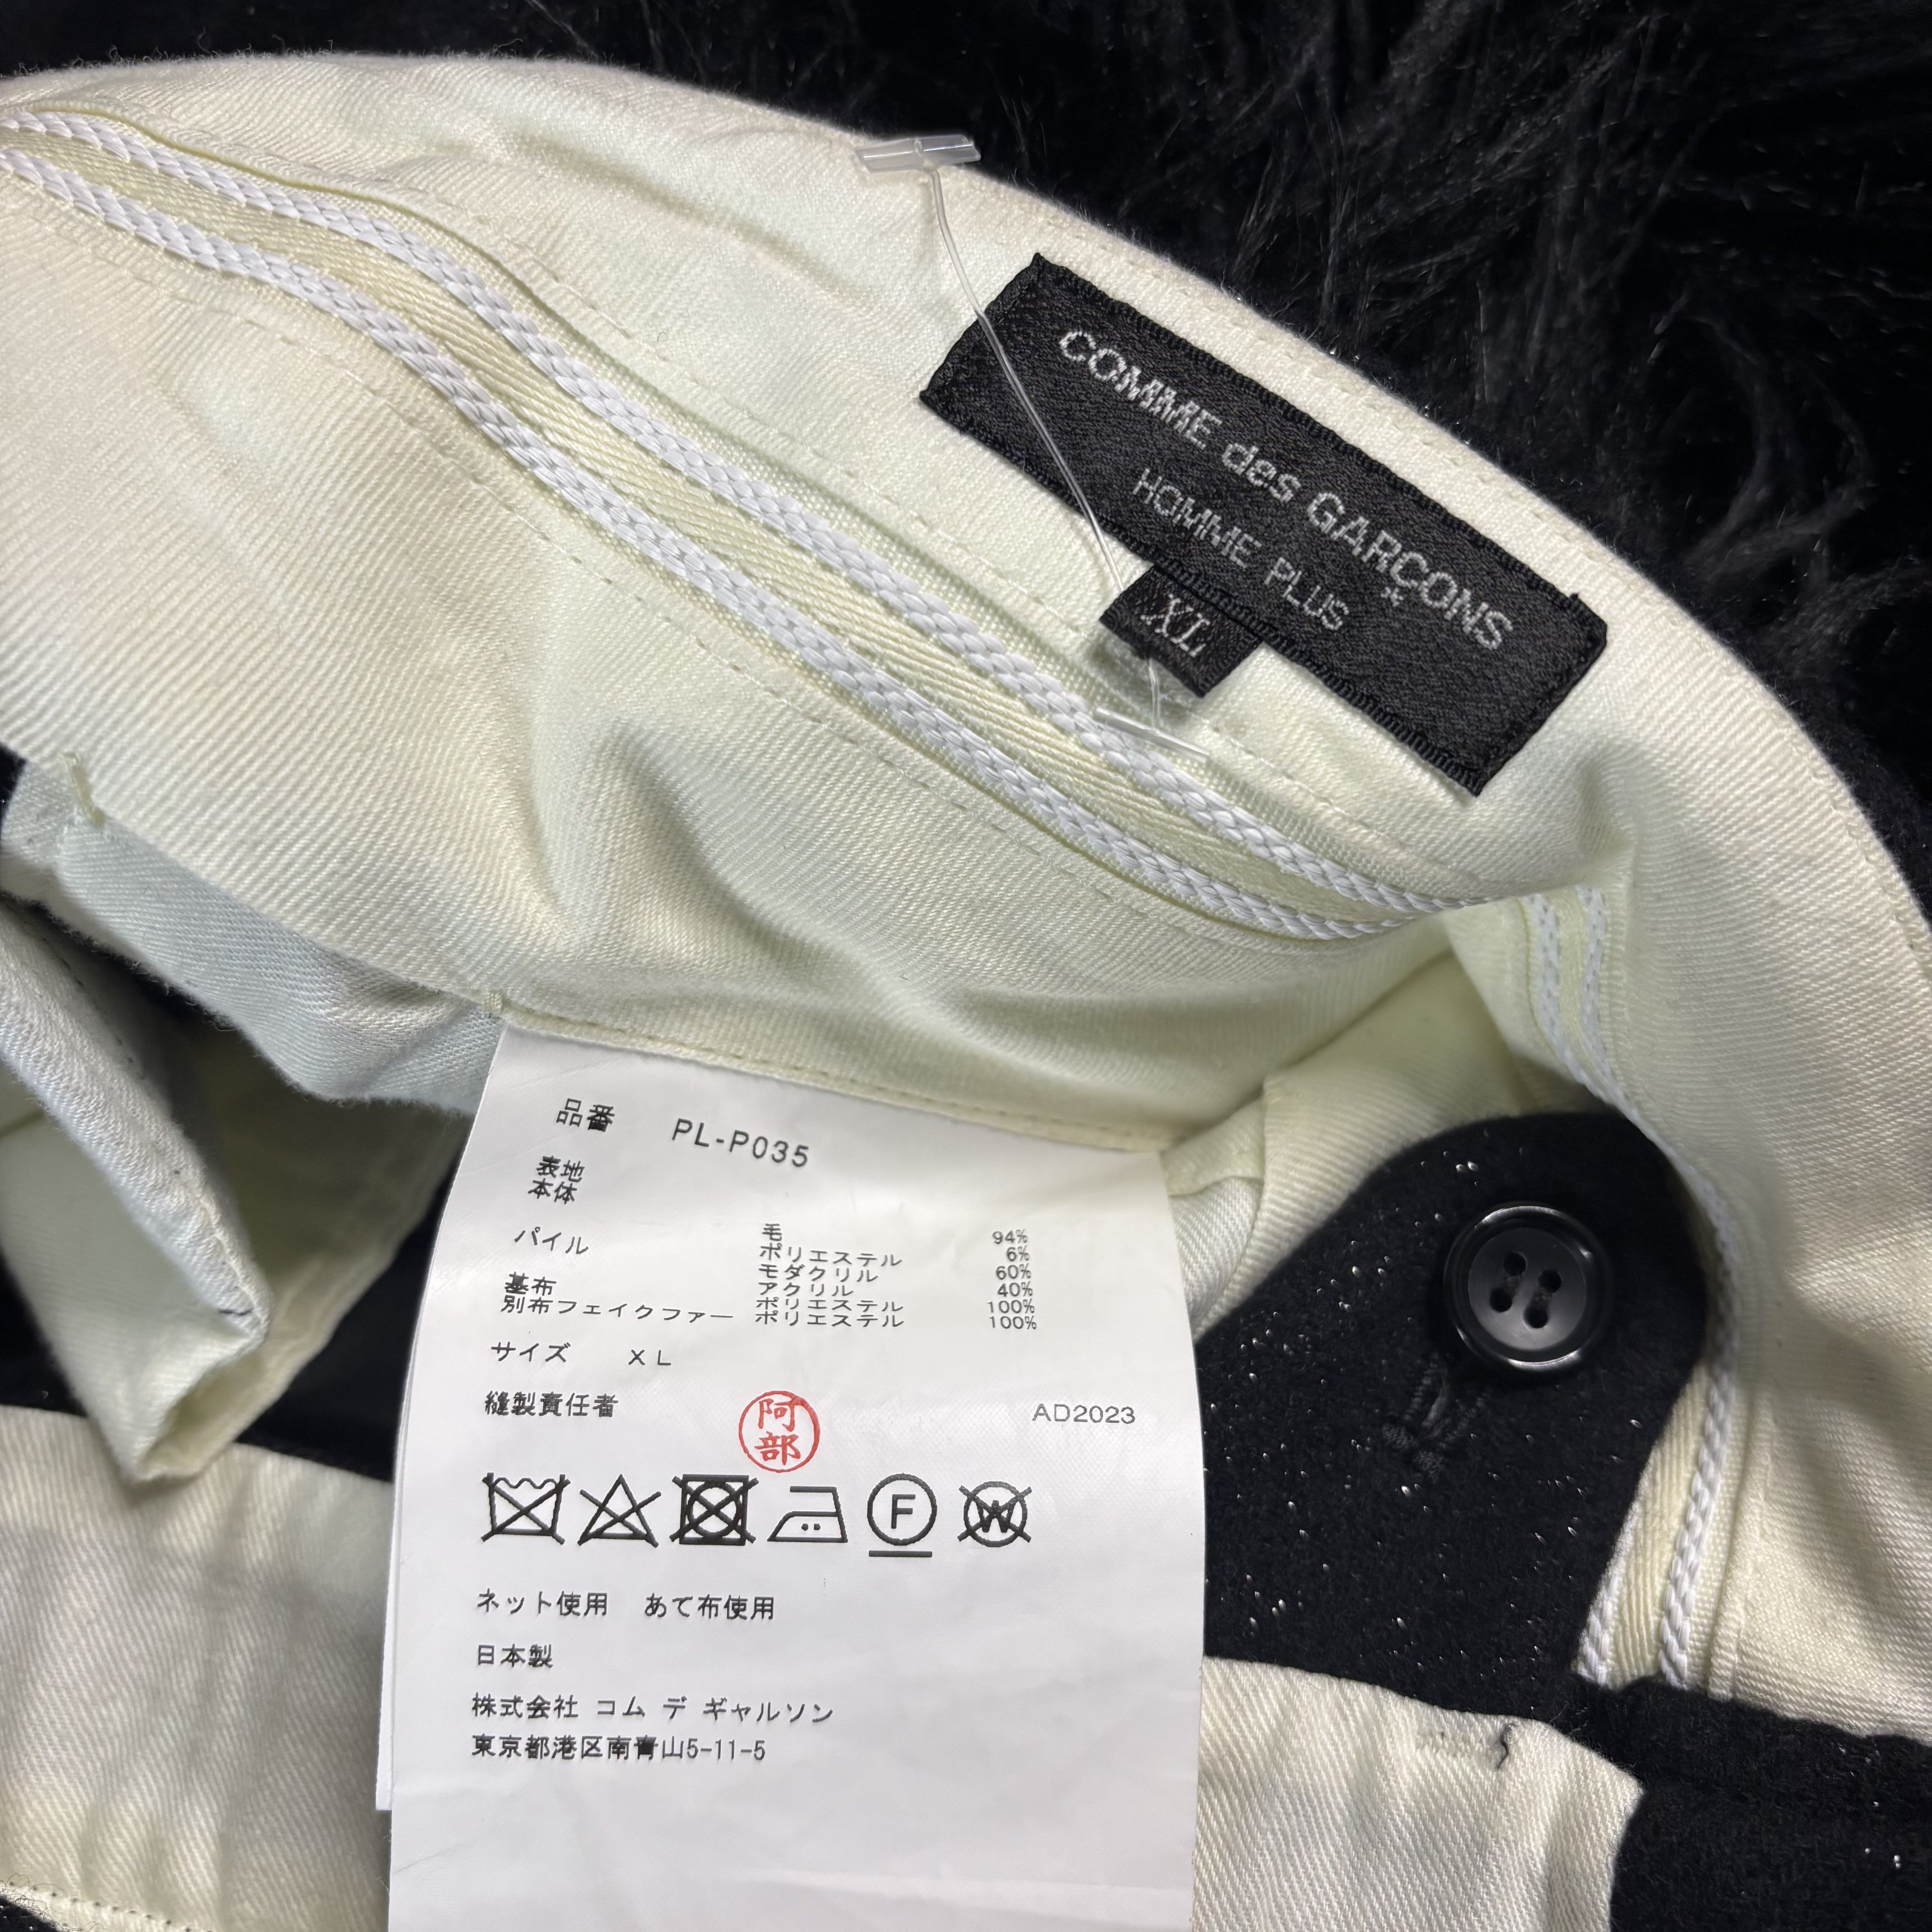 COMME des GARÇONS
HOMME PLUS
XL
品番 PL-P035
表地
本体
毛 94%
パイル ポリエステル 6%
モダクリル 60%
基布 アクリル 40%
別布フェイクファー ポリエステル 100%
ポリエステル 100%
サイズ XL
縫製責任者 阿部 AD2023
F W
ネット使用 あて布使用
日本製
株式会社 コム デ ギャルソン
東京都港区南青山5-11-5